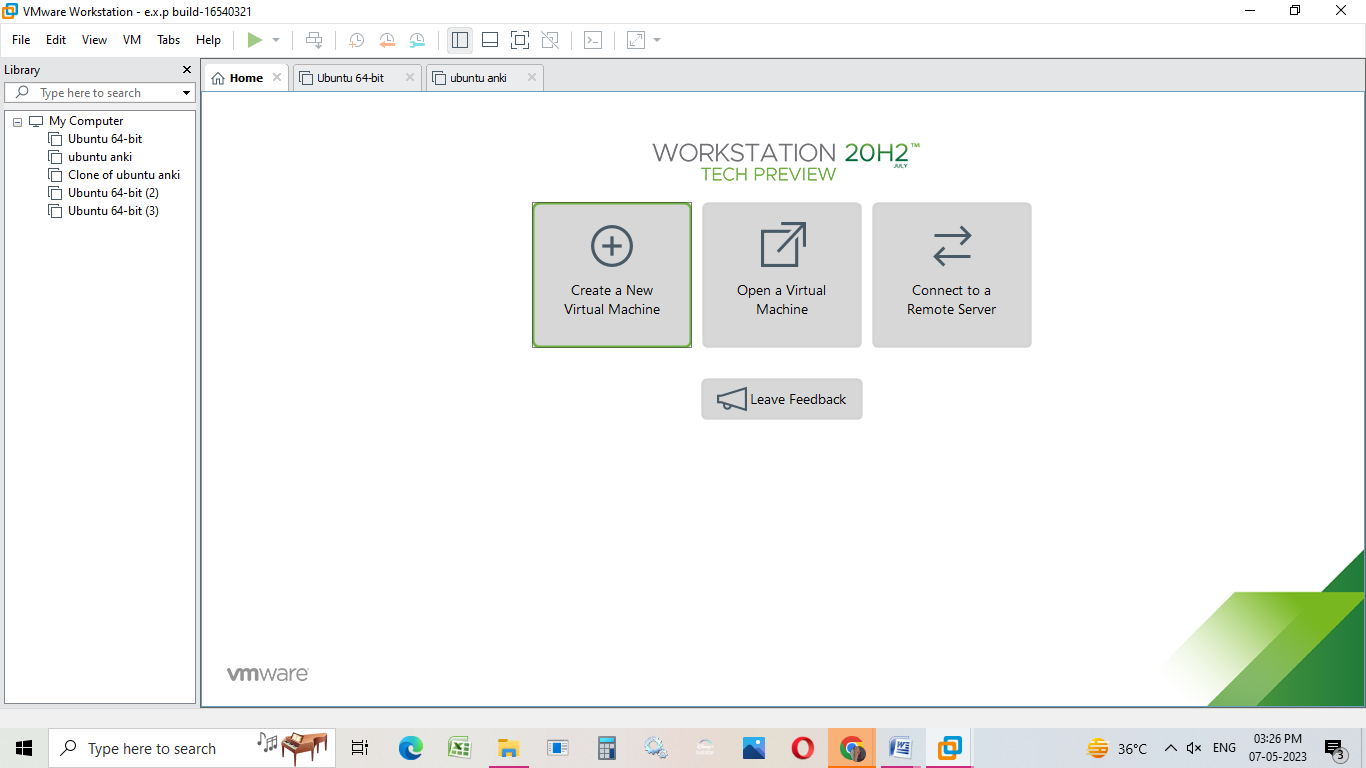 VMware Workstation - e.x.p build-16540321
File Edit View VM Tabs Help
Library
Home
Ubuntu 64-bit
ubuntu anki
Type here to search
My Computer
Ubuntu 64-bit
ubuntu anki
Clone of ubuntu anki
Ubuntu 64-bit (2)
Ubuntu 64-bit (3)
WORKSTATION 20H2™
JULY
TECH PREVIEW
Create a New
Virtual Machine
Open a Virtual
Machine
Connect to a
Remote Server
Leave Feedback
vmware
Type here to search
36°C
ENG
03:26 PM
07-05-2023
3